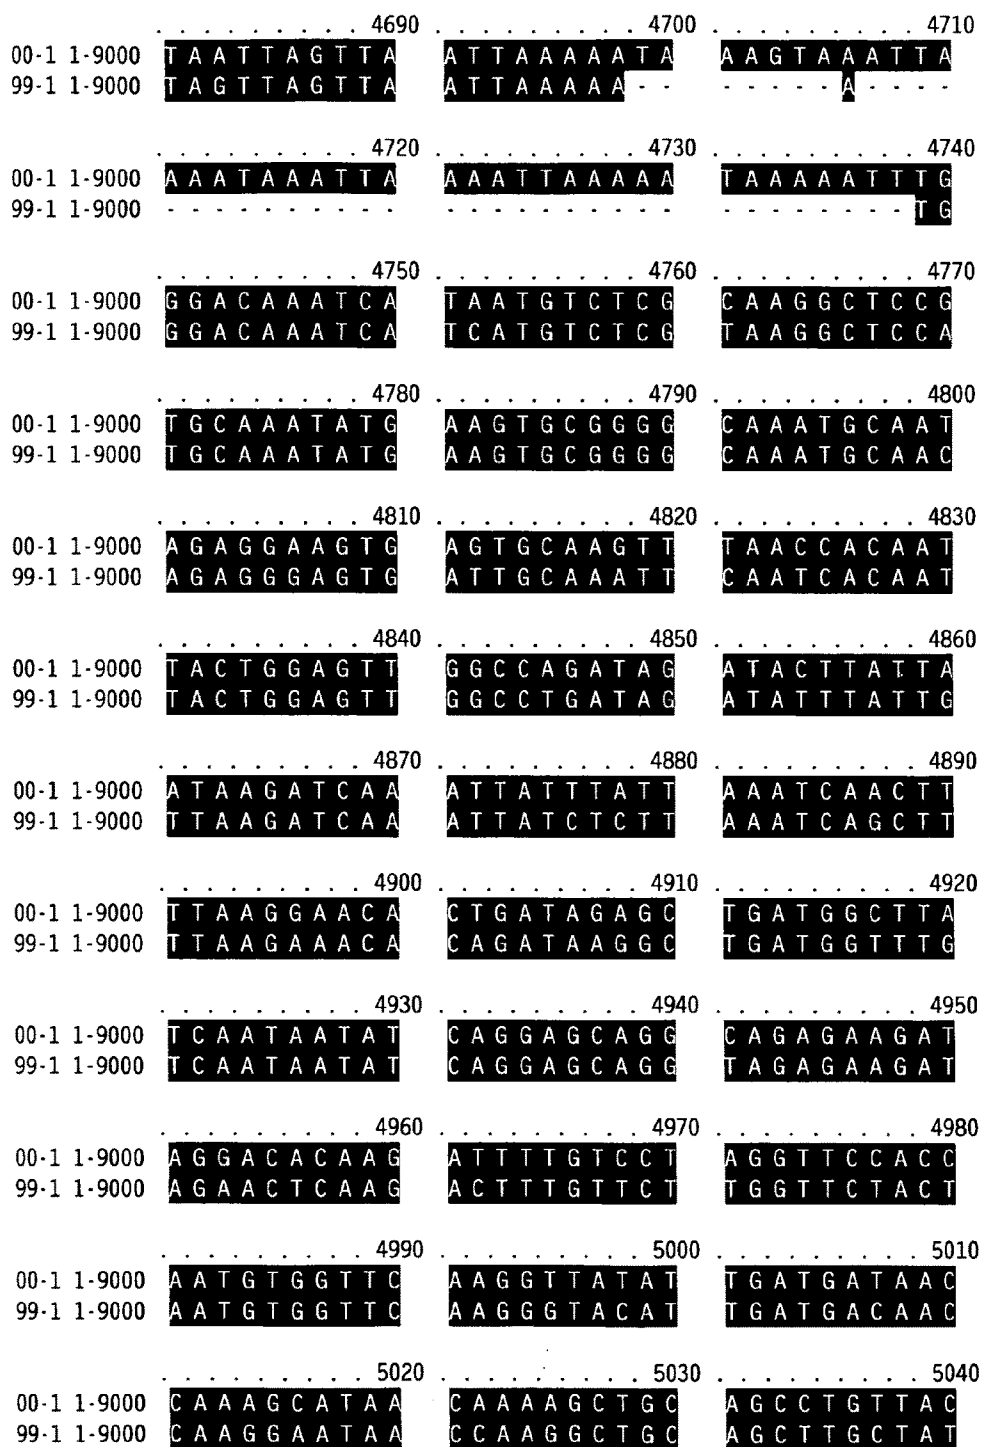 . . . . . . . . . 4690 . . . . . . . . . 4700 . . . . . . . . . 4710
00-1 1-9000 TAATTAGTTA ATTAAAAATA AAGTAAATTA
99-1 1-9000 TAGTTAGTTA ATTAAAAA-- -----A----
. . . . . . . . . 4720 . . . . . . . . . 4730 . . . . . . . . . 4740
00-1 1-9000 AAATAAATTA AAATTAAAAA TAAAAATTTG
99-1 1-9000 ---------- ---------- --------TG
. . . . . . . . . 4750 . . . . . . . . . 4760 . . . . . . . . . 4770
00-1 1-9000 GGACAAATCA TAATGTCTCG CAAGGCTCCG
99-1 1-9000 GGACAAATCA TCATGTCTCG TAAGGCTCCA
. . . . . . . . . 4780 . . . . . . . . . 4790 . . . . . . . . . 4800
00-1 1-9000 TGCAAATATG AAGTGCGGGG CAAATGCAAT
99-1 1-9000 TGCAAATATG AAGTGCGGGG CAAATGCAAC
. . . . . . . . . 4810 . . . . . . . . . 4820 . . . . . . . . . 4830
00-1 1-9000 AGAGGAAGTG AGTGCAAGTT TAACCACAAT
99-1 1-9000 AGAGGGAGTG ATTGCAAATT CAATCACAAT
. . . . . . . . . 4840 . . . . . . . . . 4850 . . . . . . . . . 4860
00-1 1-9000 TACTGGAGTT GGCCAGATAG ATACTTATTA
99-1 1-9000 TACTGGAGTT GGCCTGATAG ATATTTATTG
. . . . . . . . . 4870 . . . . . . . . . 4880 . . . . . . . . . 4890
00-1 1-9000 ATAAGATCAA ATTATTTATT AAATCAACTT
99-1 1-9000 TTAAGATCAA ATTATCTCTT AAATCAGCTT
. . . . . . . . . 4900 . . . . . . . . . 4910 . . . . . . . . . 4920
00-1 1-9000 TTAAGGAACA CTGATAGAGC TGATGGCTTA
99-1 1-9000 TTAAGAAACA CAGATAAGGC TGATGGTTTG
. . . . . . . . . 4930 . . . . . . . . . 4940 . . . . . . . . . 4950
00-1 1-9000 TCAATAATAT CAGGAGCAGG CAGAGAAGAT
99-1 1-9000 TCAATAATAT CAGGAGCAGG TAGAGAAGAT
. . . . . . . . . 4960 . . . . . . . . . 4970 . . . . . . . . . 4980
00-1 1-9000 AGGACACAAG ATTTTGTCCT AGGTTCCACC
99-1 1-9000 AGAACTCAAG ACTTTGTTCT TGGTTCTACT
. . . . . . . . . 4990 . . . . . . . . . 5000 . . . . . . . . . 5010
00-1 1-9000 AATGTGGTTC AAGGTTATAT TGATGATAAC
99-1 1-9000 AATGTGGTTC AAGGGTACAT TGATGACAAC
. . . . . . . . . 5020 . . . . . . . . . 5030 . . . . . . . . . 5040
00-1 1-9000 CAAAGCATAA CAAAAGCTGC AGCCTGTTAC
99-1 1-9000 CAAGGAATAA CCAAGGCTGC AGCTTGCTAT